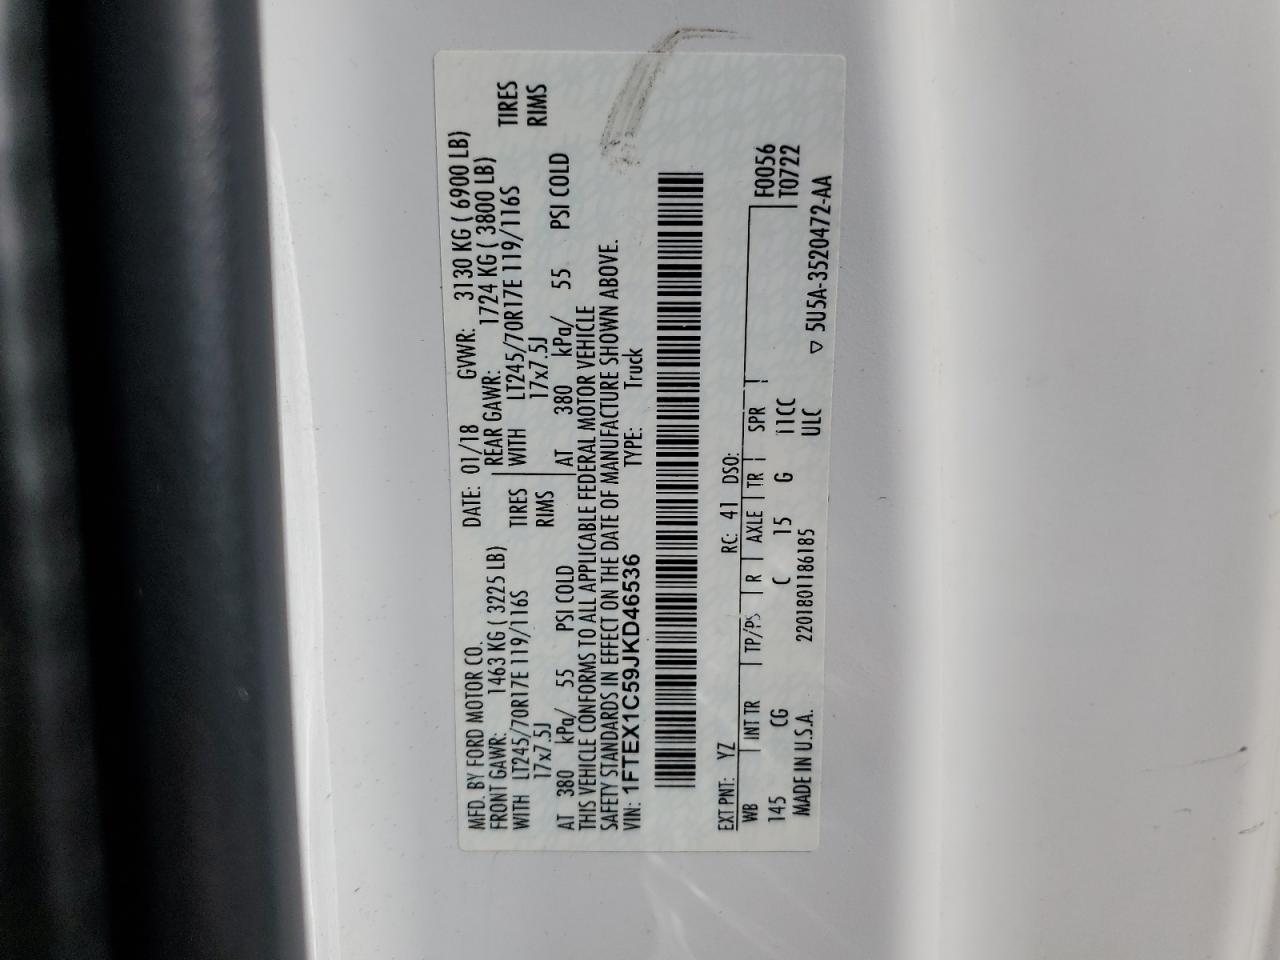 MFD. BY FORD MOTOR CO.
DATE: 01/18 GVWR: 3130 KG ( 6900 LB)
FRONT GAWR: 1463 KG ( 3225 LB) REAR GAWR: 1724 KG ( 3800 LB)
WITH LT245/70R17E 119/116S TIRES WITH LT245/70R17E 119/116S TIRES
17x7.5J RIMS 17x7.5J RIMS
AT 380 kPa/ 55 PSI COLD AT 380 kPa/ 55 PSI COLD
THIS VEHICLE CONFORMS TO ALL APPLICABLE FEDERAL MOTOR VEHICLE
SAFETY STANDARDS IN EFFECT ON THE DATE OF MANUFACTURE SHOWN ABOVE.
VIN: 1FTEX1C59JKD46536 TYPE: Truck
EXT PNT: YZ RC: 41 DSO: F0056
WB INT TR TP/PS R AXLE TR SPR T0722
145 CG C 15 G 11CC
MADE IN U.S.A. 2201801186185 ULC
▽ 5U5A-3520472-AA